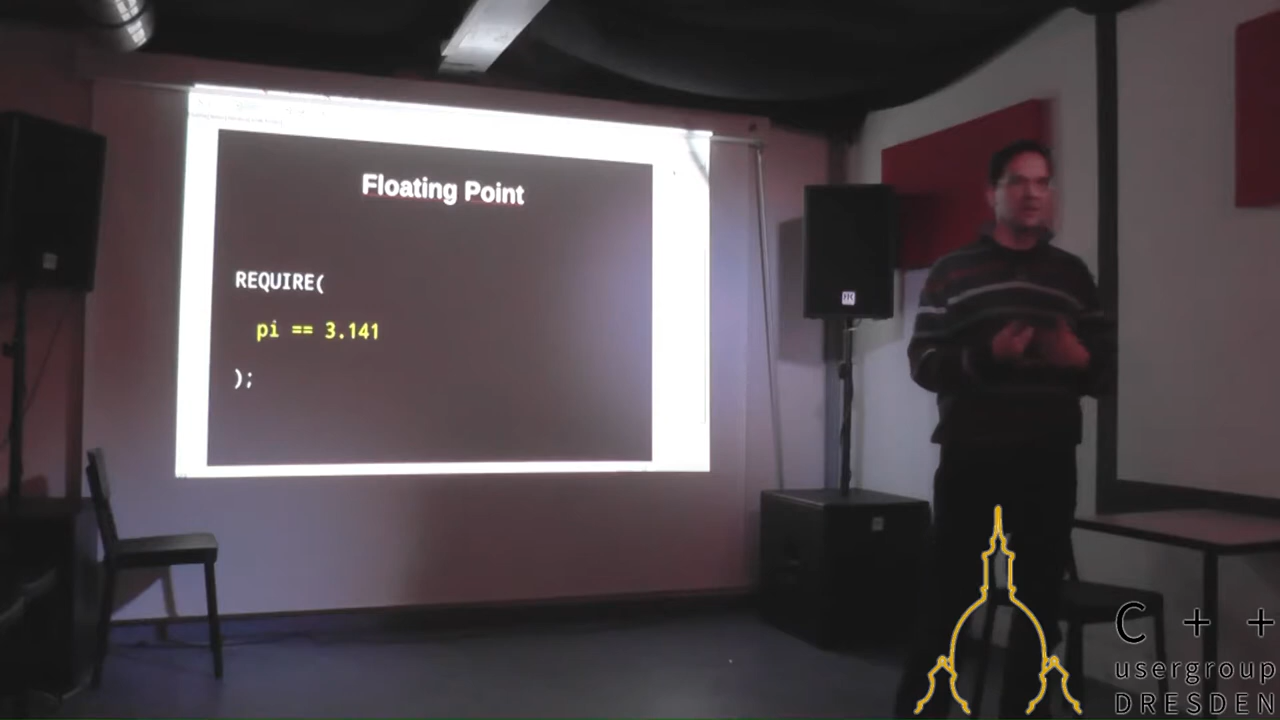 Floating Point
REQUIRE(
pi == 3.141
);
C + +
usergroup
DRESDEN